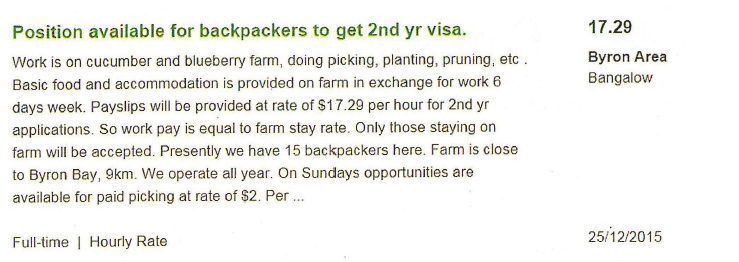 Position available for backpackers to get 2nd yr visa.
17.29
Work is on cucumber and blueberry farm, doing picking, planting, pruning, etc .
Byron Area
Basic food and accommodation is provided on farm in exchange for work 6
Bangalow
days week. Payslips will be provided at rate of $17.29 per hour for 2nd yr
applications. So work pay is equal to farm stay rate. Only those staying on
farm will be accepted. Presently we have 15 backpackers here. Farm is close
to Byron Bay, 9km. We operate all year. On Sundays opportunities are
available for paid picking at rate of $2. Per ...
Full-time | Hourly Rate
25/12/2015